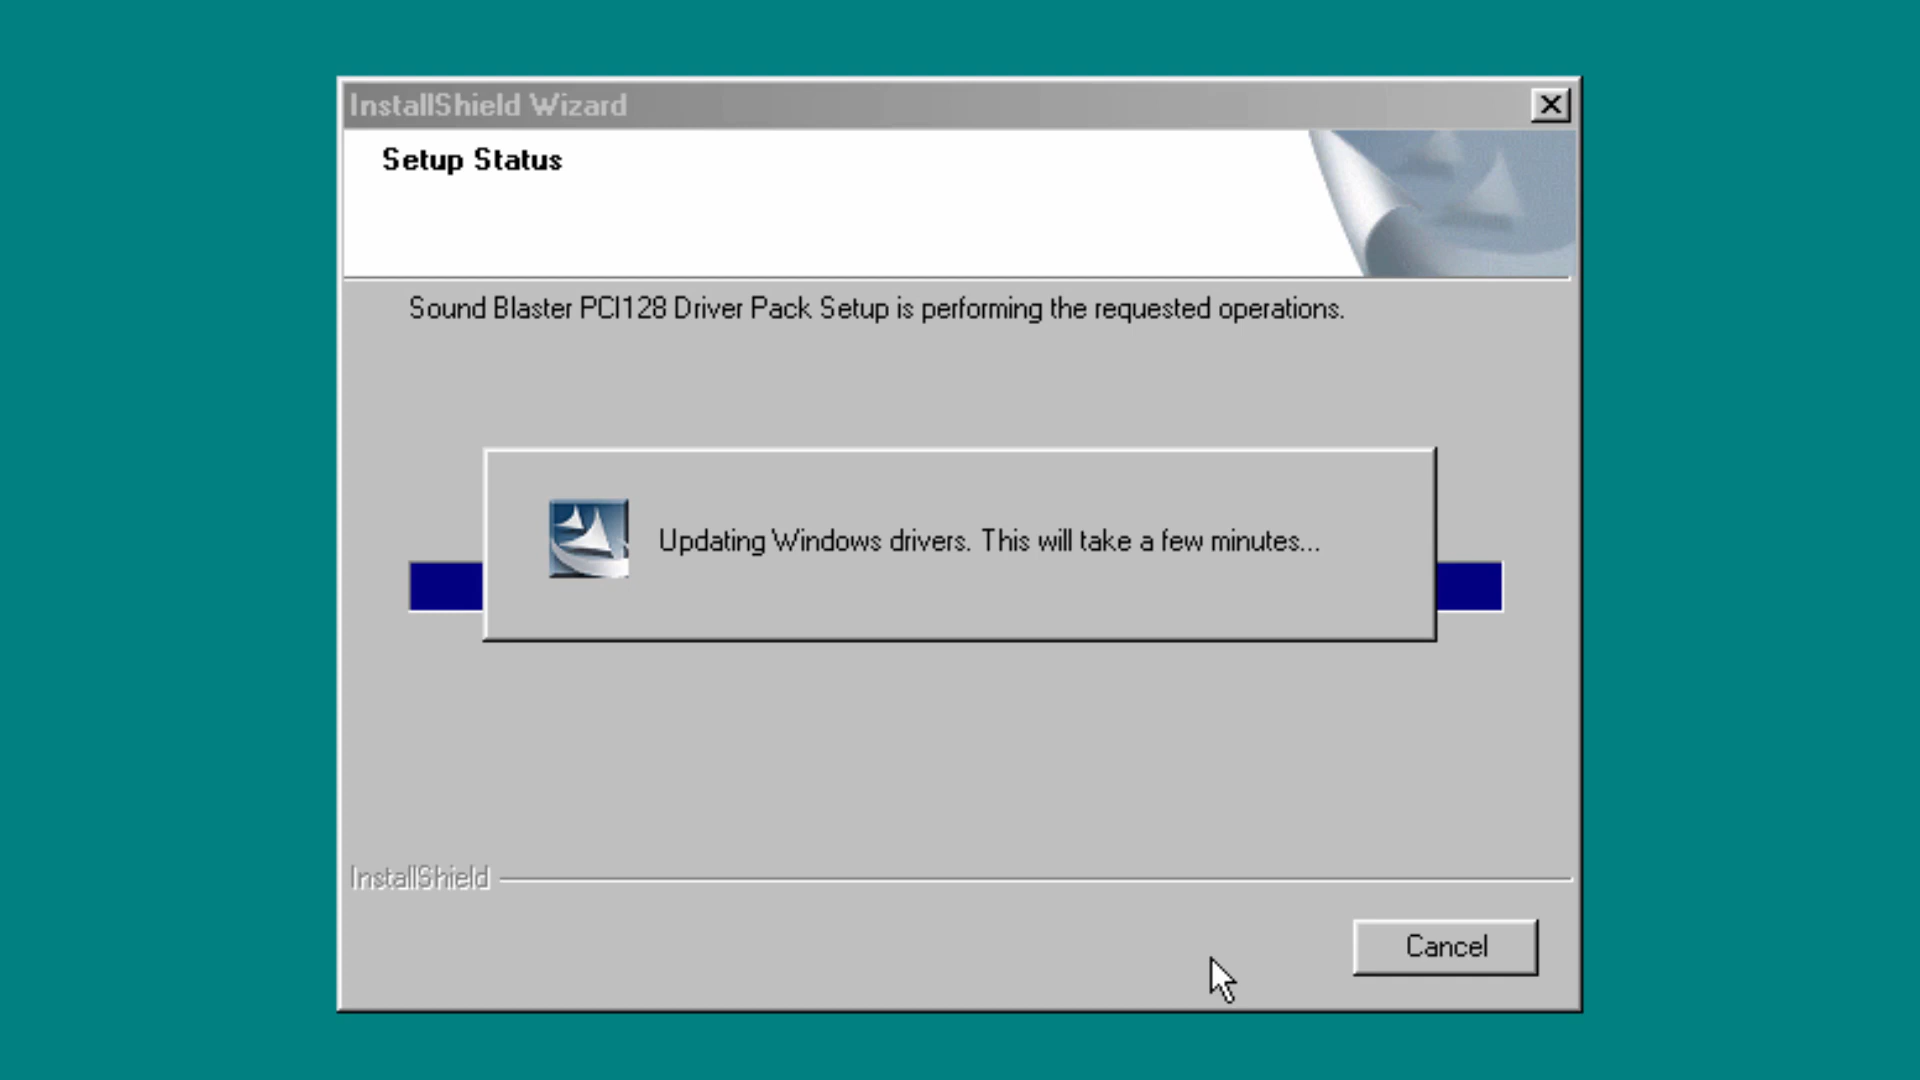 InstallShield Wizard
Setup Status
Sound Blaster PCI128 Driver Pack Setup is performing the requested operations.
Updating Windows drivers. This will take a few minutes...
InstallShield
Cancel